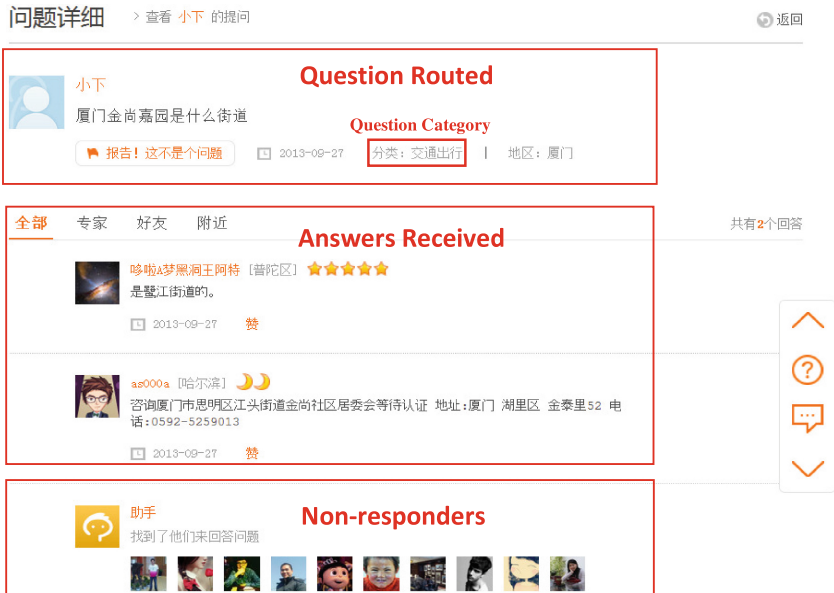 问题详细 > 查看 小下 的提问 返回
Question Routed
小下
厦门金尚嘉园是什么街道
Question Category
报告！这不是个问题 2013-09-27 分类：交通出行 | 地区：厦门
全部 专家 好友 附近 共有2个回答
Answers Received
哆啦A梦黑洞王阿特 [普陀区]
是鹭江街道的。
2013-09-27 赞
as000a [哈尔滨]
咨询厦门市思明区江头街道金尚社区居委会等待认证 地址:厦门 湖里区 金泰里52 电
话:0592-5259013
2013-09-27 赞
助手
Non-responders
找到了他们来回答问题